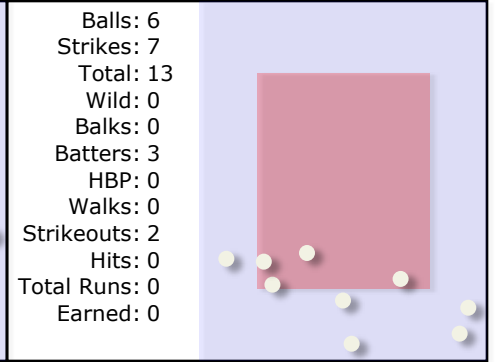 Balls: 6
Strikes: 7
Total: 13
Wild: 0
Balks: 0
Batters: 3
HBP: 0
Walks: 0
Strikeouts: 2
Hits: 0
Total Runs: 0
Earned: 0